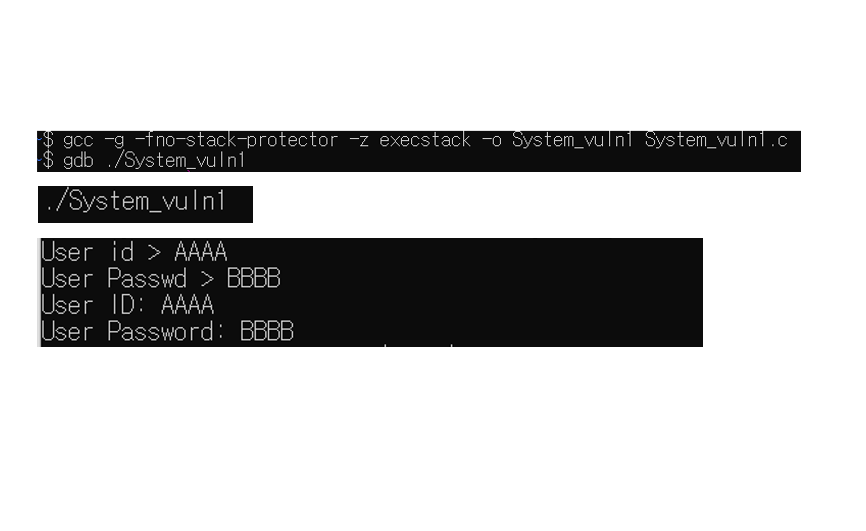 ~$ gcc -g -fno-stack-protector -z execstack -o System_vuln1 System_vuln1.c
~$ gdb ./System_vuln1
./System_vuln1
User id > AAAA
User Passwd > BBBB
User ID: AAAA
User Password: BBBB